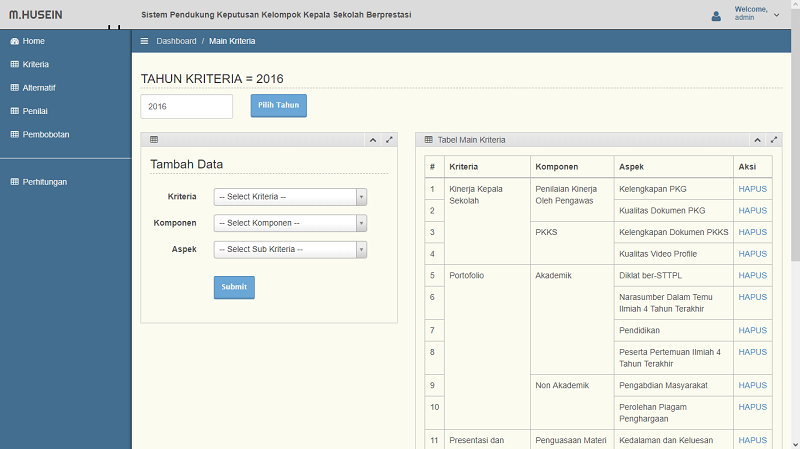 M.HUSEIN
Sistem Pendukung Keputusan Kelompok Kepala Sekolah Berprestasi
Welcome,
admin
Home
Kriteria
Alternatif
Penilai
Pembobotan
Perhitungan
Dashboard / Main Kriteria
TAHUN KRITERIA = 2016
2016
Pilih Tahun
Tambah Data
Kriteria
-- Select Kriteria --
Komponen
-- Select Komponen --
Aspek
-- Select Sub Kriteria --
Submit
Tabel Main Kriteria
# Kriteria Komponen Aspek Aksi
1 Kinerja Kepala Penilaian Kinerja Kelengkapan PKG HAPUS
Sekolah Oleh Pengawas
2 Kualitas Dokumen PKG HAPUS
3 PKKS Kelengkapan Dokumen PKKS HAPUS
4 Kualitas Video Profile HAPUS
5 Portofolio Akademik Diklat ber-STTPL HAPUS
6 Narasumber Dalam Temu HAPUS
Ilmiah 4 Tahun Terakhir
7 Pendidikan HAPUS
8 Peserta Pertemuan Ilmiah 4 HAPUS
Tahun Terakhir
9 Non Akademik Pengabdian Masyarakat HAPUS
10 Perolehan Piagam HAPUS
Penghargaan
11 Presentasi dan Penguasaan Materi Kedalaman dan Keluesan HAPUS